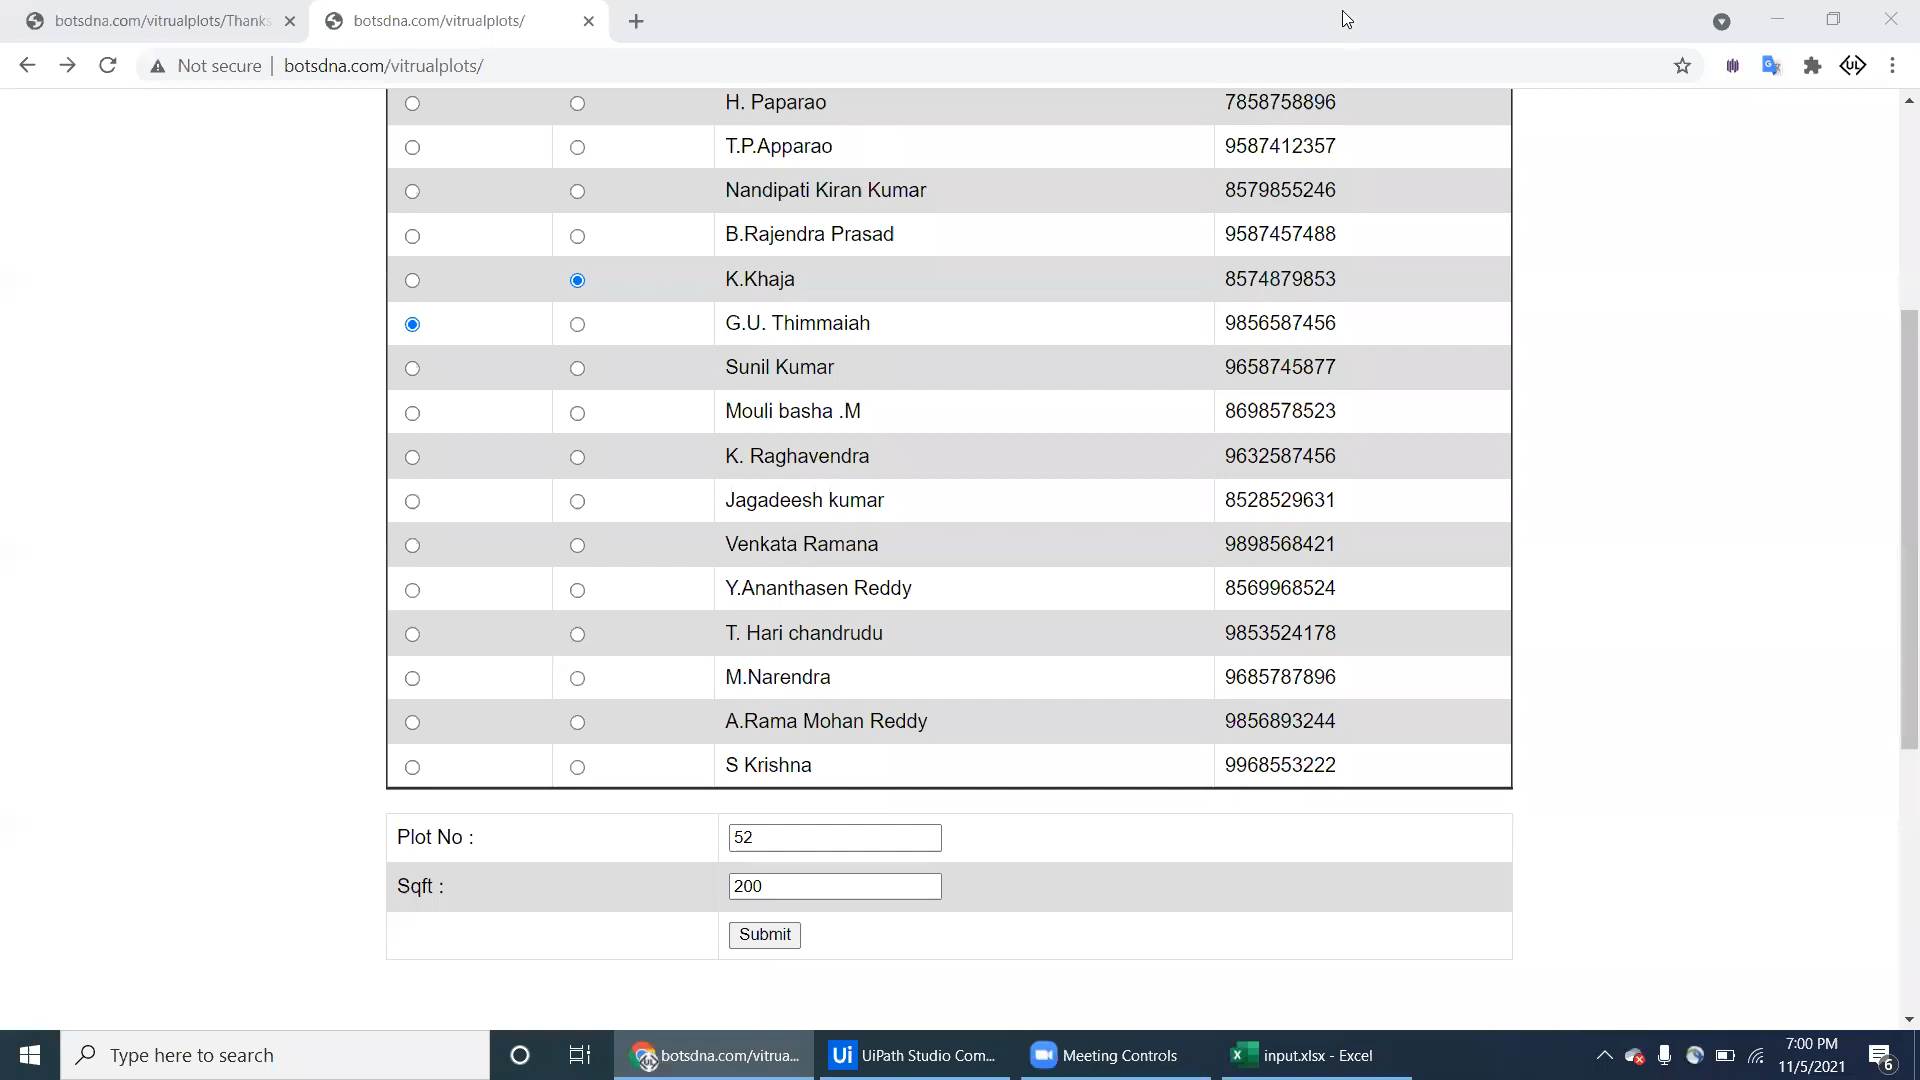 botsdna.com/vitrualplots/Thanks
botsdna.com/vitrualplots/
Not secure
botsdna.com/vitrualplots/
H. Paparao 7858758896
T.P.Apparao 9587412357
Nandipati Kiran Kumar 8579855246
B.Rajendra Prasad 9587457488
K.Khaja 8574879853
G.U. Thimmaiah 9856587456
Sunil Kumar 9658745877
Mouli basha .M 8698578523
K. Raghavendra 9632587456
Jagadeesh kumar 8528529631
Venkata Ramana 9898568421
Y.Ananthasen Reddy 8569968524
T. Hari chandrudu 9853524178
M.Narendra 9685787896
A.Rama Mohan Reddy 9856893244
S Krishna 9968553222
Plot No : 52
Sqft : 200
Submit
Type here to search
botsdna.com/vitrua...
Ui UiPath Studio Com...
Meeting Controls
input.xlsx - Excel
7:00 PM
11/5/2021
6